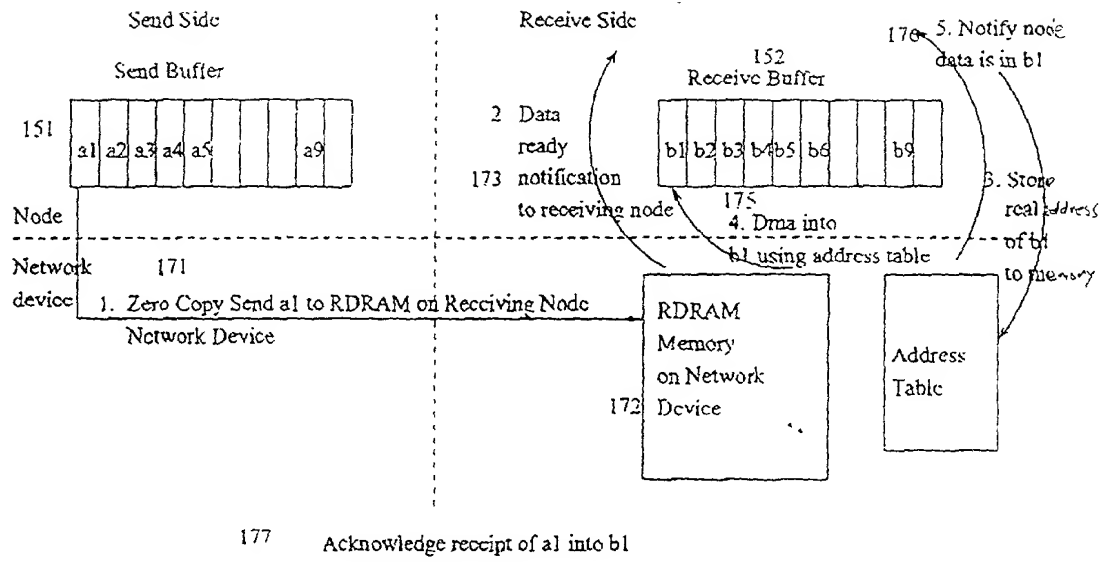 Send Side
Receive Side
Send Buffer
151
a1 a2 a3 a4 a5 a9
152
Receive Buffer
b1 b2 b3 b4 b5 b6 b9
176
5. Notify node
data is in b1
2 Data
ready
173 notification
to receiving node
175
4. Dma into
b1 using address table
3. Store
real address
of b1
to memory
Node
Network
device
171
1. Zero Copy Send a1 to RDRAM on Receiving Node
Network Device
RDRAM
Memory
on Network
172 Device
Address
Table
177 Acknowledge receipt of a1 into b1